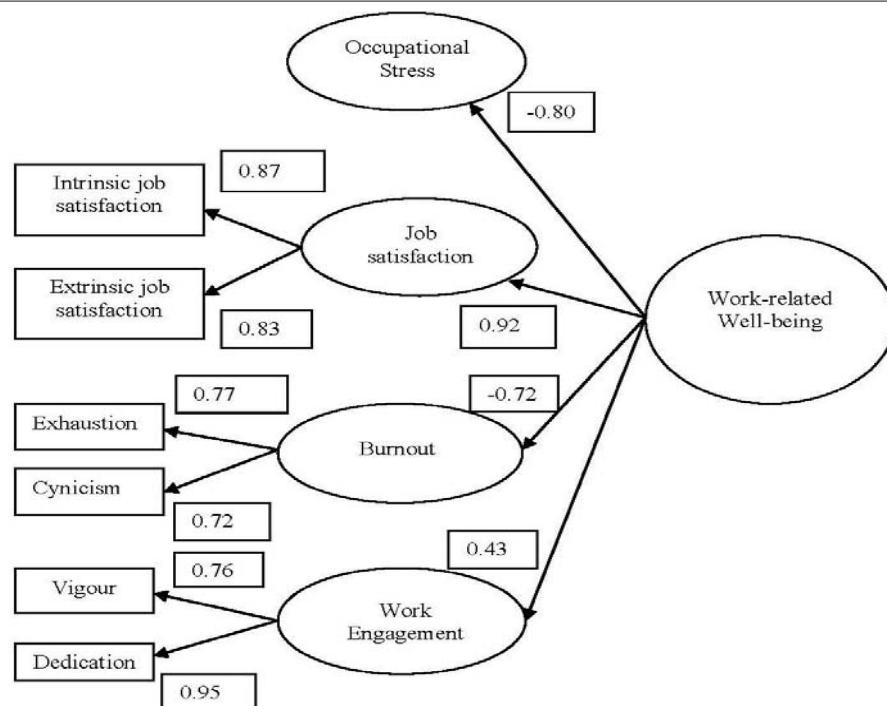 Occupational
Stress
-0.80
0.87
Intrinsic job
satisfaction
Job
satisfaction
Extrinsic job
satisfaction
0.83
0.92
Work-related
Well-being
0.77
-0.72
Exhaustion
Burnout
Cynicism
0.72
0.43
0.76
Vigour
Work
Engagement
Dedication
0.95